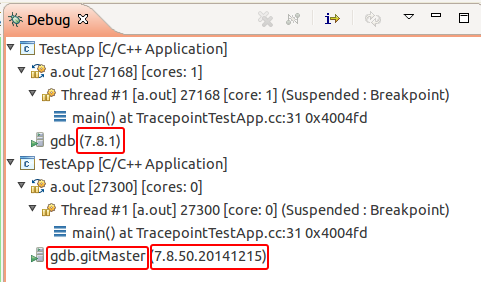 Debug
TestApp [C/C++ Application]
a.out [27168] [cores: 1]
Thread #1 [a.out] 27168 [core: 1] (Suspended : Breakpoint)
main() at TracepointTestApp.cc:31 0x4004fd
gdb (7.8.1)
TestApp [C/C++ Application]
a.out [27300] [cores: 0]
Thread #1 [a.out] 27300 [core: 0] (Suspended : Breakpoint)
main() at TracepointTestApp.cc:31 0x4004fd
gdb.gitMaster (7.8.50.20141215)